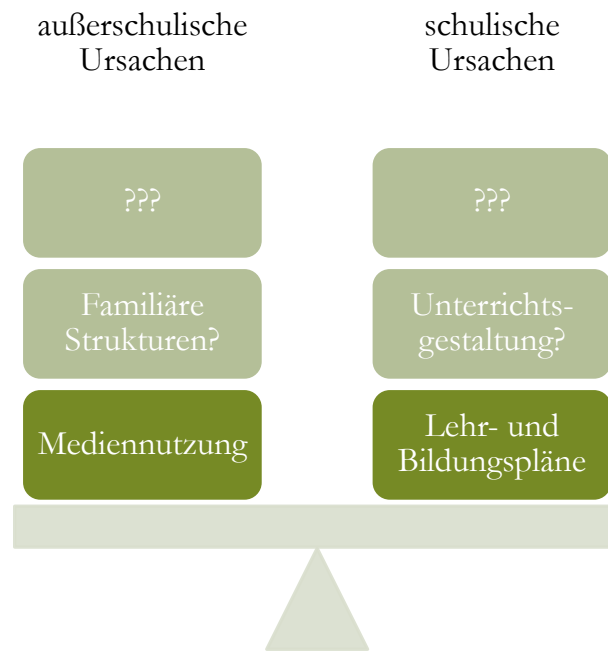 außerschulische
Ursachen
schulische
Ursachen
???
???
Familiäre
Strukturen?
Unterrichts-
gestaltung?
Mediennutzung
Lehr- und
Bildungspläne